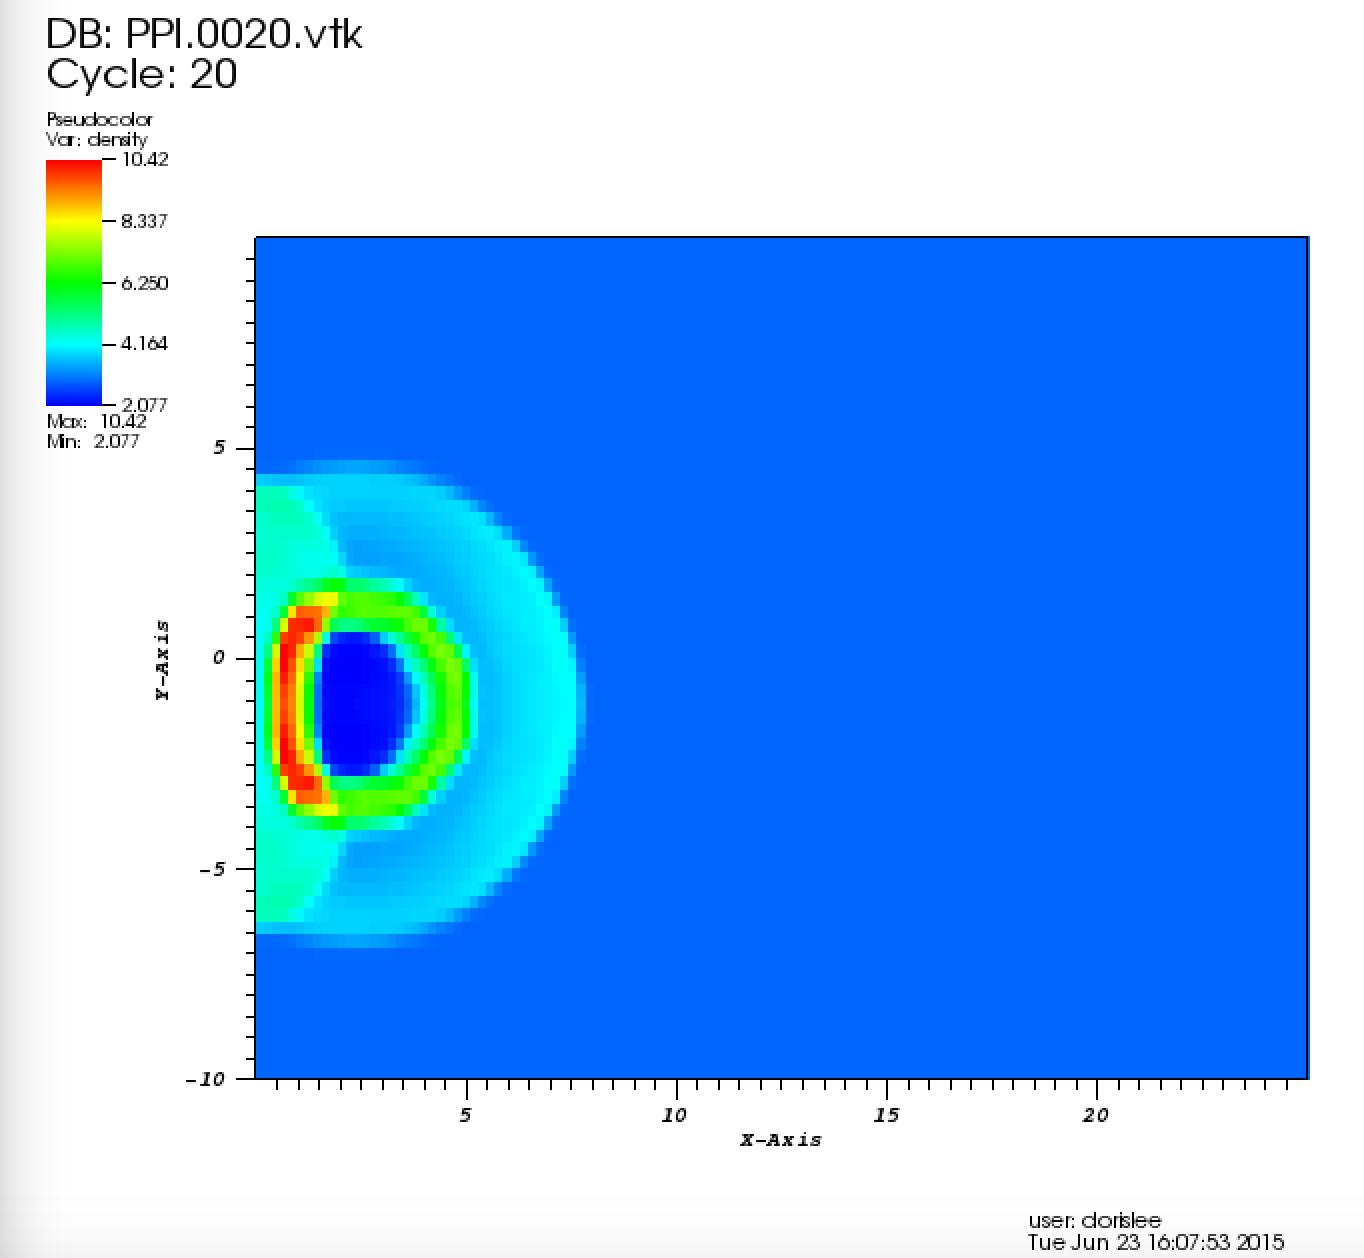 DB: PPI.0020.vtk
Cycle: 20
Pseudocolor
Var: density
10.42
8.337
6.250
4.164
2.077
Max: 10.42
Min: 2.077
5
0
-5
-10
Y-Axis
5
10
15
20
X-Axis
user: dorislee
Tue Jun 23 16:07:53 2015